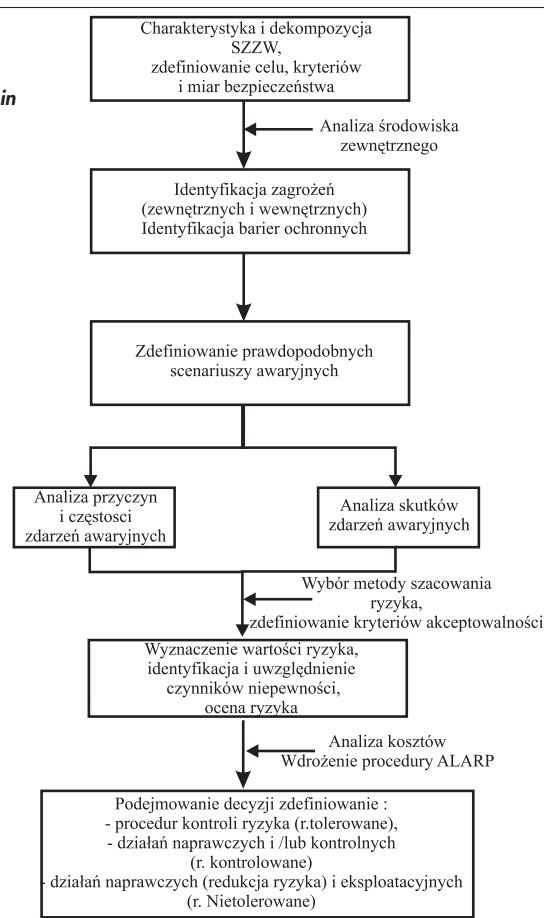 Charakterystyka i dekompozycja
SZZW,
zdefiniowanie celu, kryteriów
i miar bezpieczeństwa
in
Analiza środowiska
zewnętrznego
Identyfikacja zagrożeń
(zewnętrznych i wewnętrznych)
Identyfikacja barier ochronnych
Zdefiniowanie prawdopodobnych
scenariuszy awaryjnych
Analiza przyczyn
i częstosci
zdarzeń awaryjnych
Analiza skutków
zdarzeń awaryjnych
Wybór metody szacowania
ryzyka,
zdefiniowanie kryteriów akceptowalności
Wyznaczenie wartości ryzyka,
identyfikacja i uwzględnienie
czynników niepewności,
ocena ryzyka
Analiza kosztów
Wdrożenie procedury ALARP
Podejmowanie decyzji zdefiniowanie :
- procedur kontroli ryzyka (r.tolerowane),
- działań naprawczych i /lub kontrolnych
(r. kontrolowane)
- działań naprawczych (redukcja ryzyka) i eksploatacyjnych
(r. Nietolerowane)